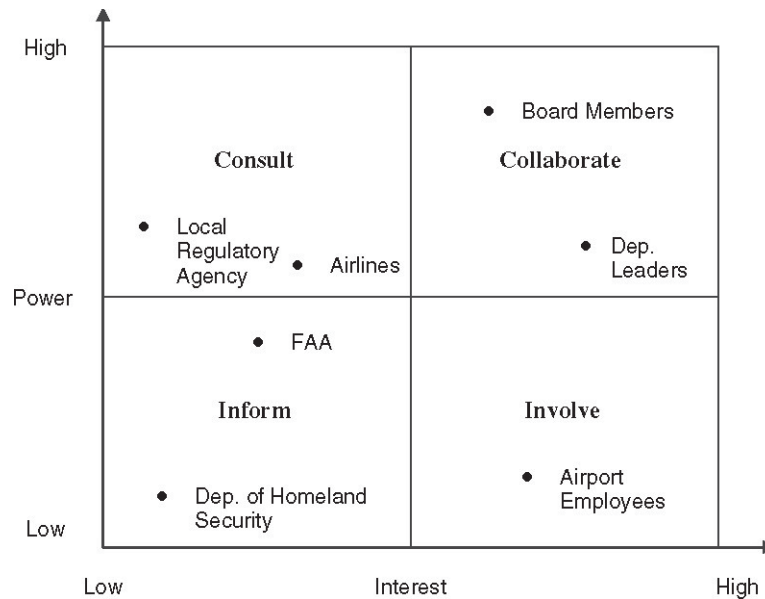 High
Board Members
Consult
Collaborate
Local
Regulatory
Agency
Airlines
Dep.
Leaders
Power
FAA
Inform
Involve
Airport
Employees
Dep. of Homeland
Security
Low
Low
Interest
High